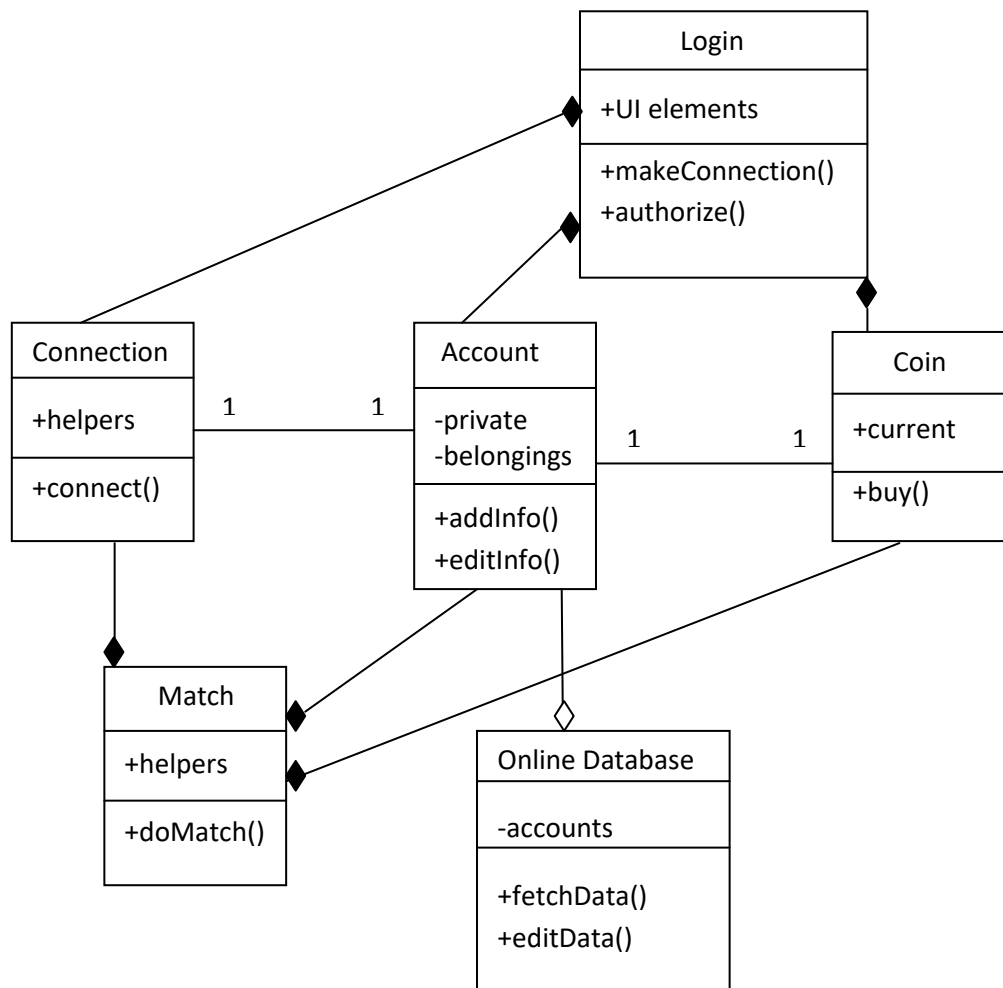 Login
+UI elements
+makeConnection()
+authorize()
Connection
+helpers
+connect()
1
1
Account
-private
-belongings
+addInfo()
+editInfo()
1
1
Coin
+current
+buy()
Match
+helpers
+doMatch()
Online Database
-accounts
+fetchData()
+editData()